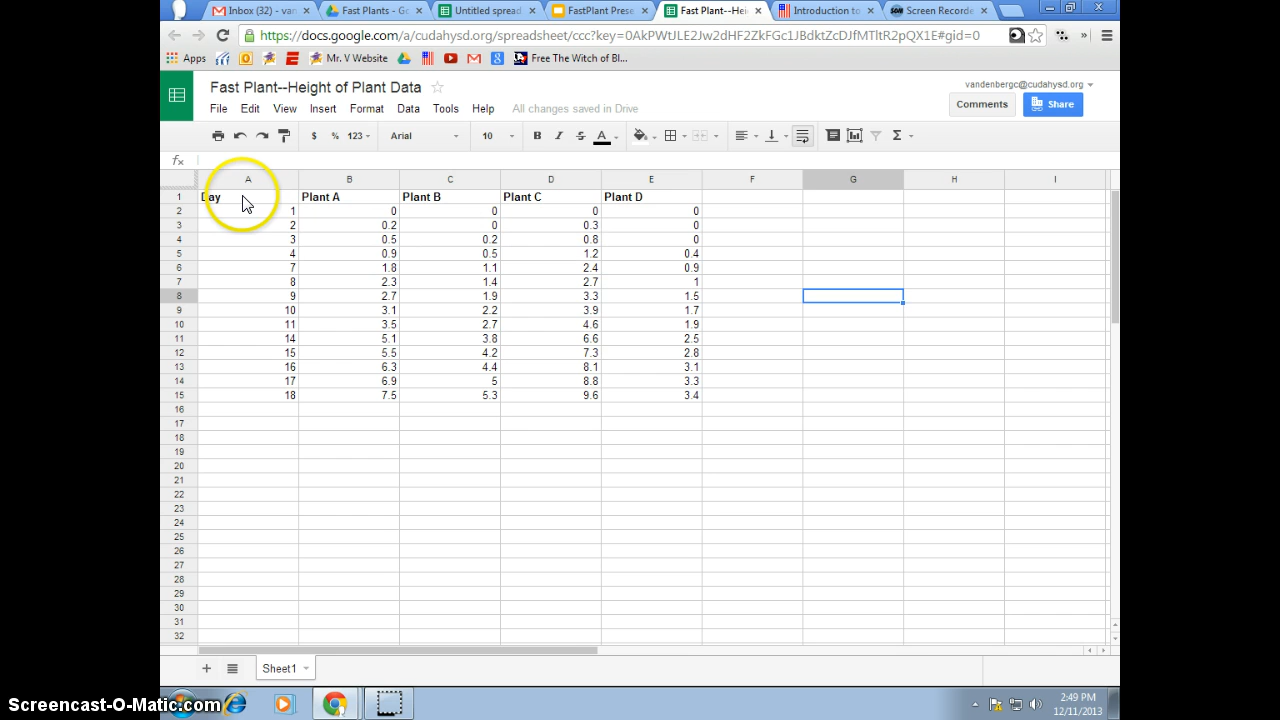 Inbox (32) - van
Fast Plants - Go
Untitled spread
FastPlant Prese
Fast Plant--Hei
Introduction to
Screen Recorde
https://docs.google.com/a/cudahysd.org/spreadsheet/ccc?key=0AkPWtULE2Jw2dHF2ZkFGc1JBdktZcDJfMTltR2pQX1E#gid=0
Apps
Mr. V Website
Free The Witch of Bl...
Fast Plant--Height of Plant Data
vandenbergc@cudahysd.org
File Edit View Insert Format Data Tools Help All changes saved in Drive
Comments
Share
$ % 123 Arial 10 B I S A Σ
fx
A B C D E F G H I
1 Day Plant A Plant B Plant C Plant D
2 1 0 0 0 0
3 2 0.2 0 0.3 0
4 3 0.5 0.2 0.8 0
5 4 0.9 0.5 1.2 0.4
6 7 1.8 1.1 2.4 0.9
7 8 2.3 1.4 2.7 1
8 9 2.7 1.9 3.3 1.5
9 10 3.1 2.2 3.9 1.7
10 11 3.5 2.7 4.6 1.9
11 14 5.1 3.8 6.6 2.5
12 15 5.5 4.2 7.3 2.8
13 16 6.3 4.4 8.1 3.1
14 17 6.9 5 8.8 3.3
15 18 7.5 5.3 9.6 3.4
16
17
18
19
20
21
22
23
24
25
26
27
28
29
30
31
32
+ Sheet1
Screencast-O-Matic.com
2:49 PM
12/11/2013